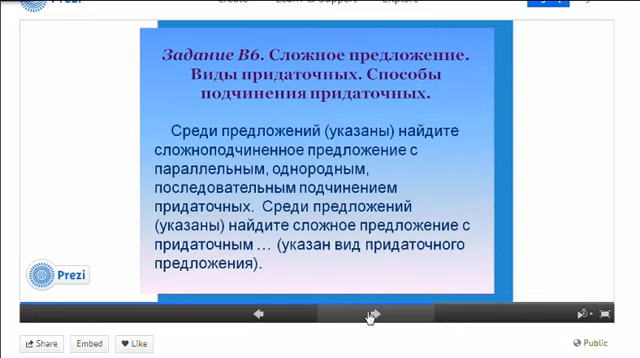 Prezi
Задание В6. Сложное предложение.
Виды придаточных. Способы
подчинения придаточных.
Среди предложений (указаны) найдите
сложноподчиненное предложение с
параллельным, однородным,
последовательным подчинением
придаточных. Среди предложений
(указаны) найдите сложное предложение с
придаточным … (указан вид придаточного
предложения).
Prezi
Share Embed Like Public